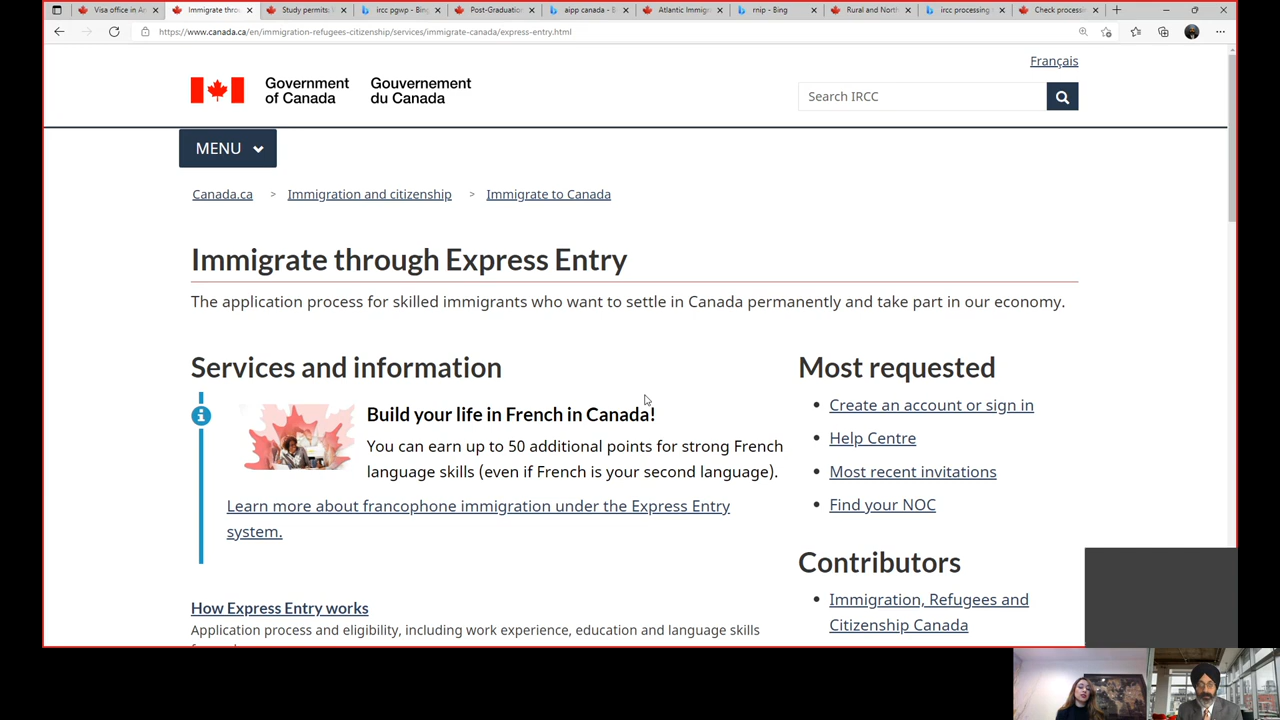 Visa office in A
Immigrate throu
Study permits:
ircc pgwp - Bing
Post-Graduation
aipp canada - B
Atlantic Immig
rnip - Bing
Rural and North
ircc processing
Check processi
https://www.canada.ca/en/immigration-refugees-citizenship/services/immigrate-canada/express-entry.html
Français
Government of Canada
Gouvernement du Canada
Search IRCC
MENU
Canada.ca > Immigration and citizenship > Immigrate to Canada
Immigrate through Express Entry
The application process for skilled immigrants who want to settle in Canada permanently and take part in our economy.
Services and information
Build your life in French in Canada!
You can earn up to 50 additional points for strong French
language skills (even if French is your second language).
Learn more about francophone immigration under the Express Entry
system.
How Express Entry works
Application process and eligibility, including work experience, education and language skills
Most requested
• Create an account or sign in
• Help Centre
• Most recent invitations
• Find your NOC
Contributors
• Immigration, Refugees and
Citizenship Canada